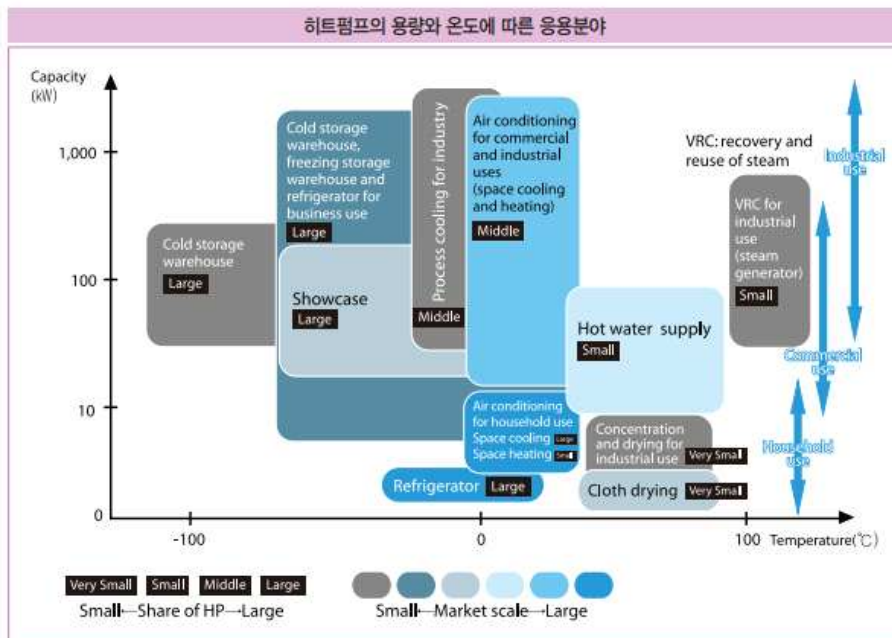 히트펌프의 용량와 온도에 따른 응용분야
Capacity
(kW)
1,000
100
10
0
Cold storage
warehouse
Large
Cold storage
warehouse,
freezing storage
warehouse and
refrigerator for
business use
Large
Showcase
Large
Process cooling for industry
Middle
Air conditioning
for commercial
and industrial
uses
(space cooling
and heating)
Middle
VRC: recovery and
reuse of steam
VRC for
industrial
use
(steam
generator)
Small
Hot water supply
Small
Air conditioning
for household use
Space cooling Large
Space heating Small
Concentration
and drying for
industrial use Very Small
Refrigerator Large
Cloth drying Very Small
Industrial
use
Commercial
use
Household
use
-100
0
100
Temperature(℃)
Very Small Small Middle Large
Small←Share of HP→Large
Small←Market scale→Large